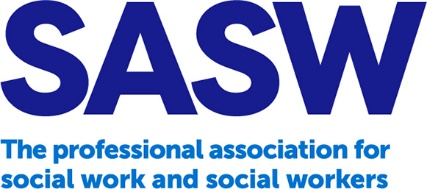 SASW
The professional association for
social work and social workers